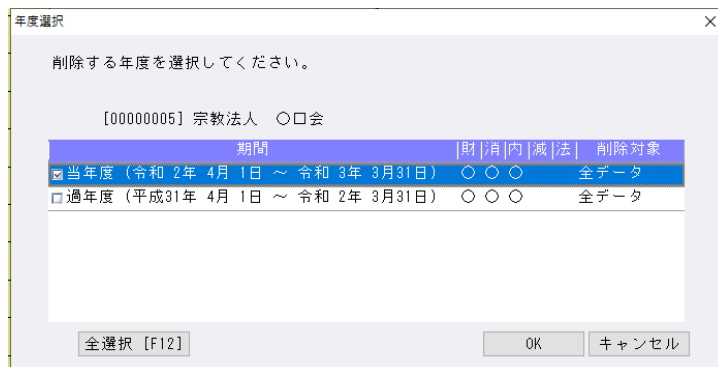 年度選択
削除する年度を選択してください。
[00000005] 宗教法人　〇口会
期間 |財|消|内|減|法| 削除対象
当年度 (令和 2年 4月 1日 ～ 令和 3年 3月31日) 〇 〇 〇 全データ
過年度 (平成31年 4月 1日 ～ 令和 2年 3月31日) 〇 〇 〇 全データ
全選択 [F12] OK キャンセル